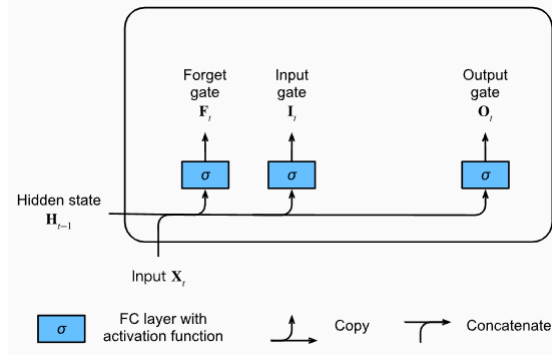 Forget gate F_t
Input gate I_t
Output gate O_t
σ
σ
σ
Hidden state H_{t−1}
Input X_t
σ
FC layer with activation function
Copy
Concatenate